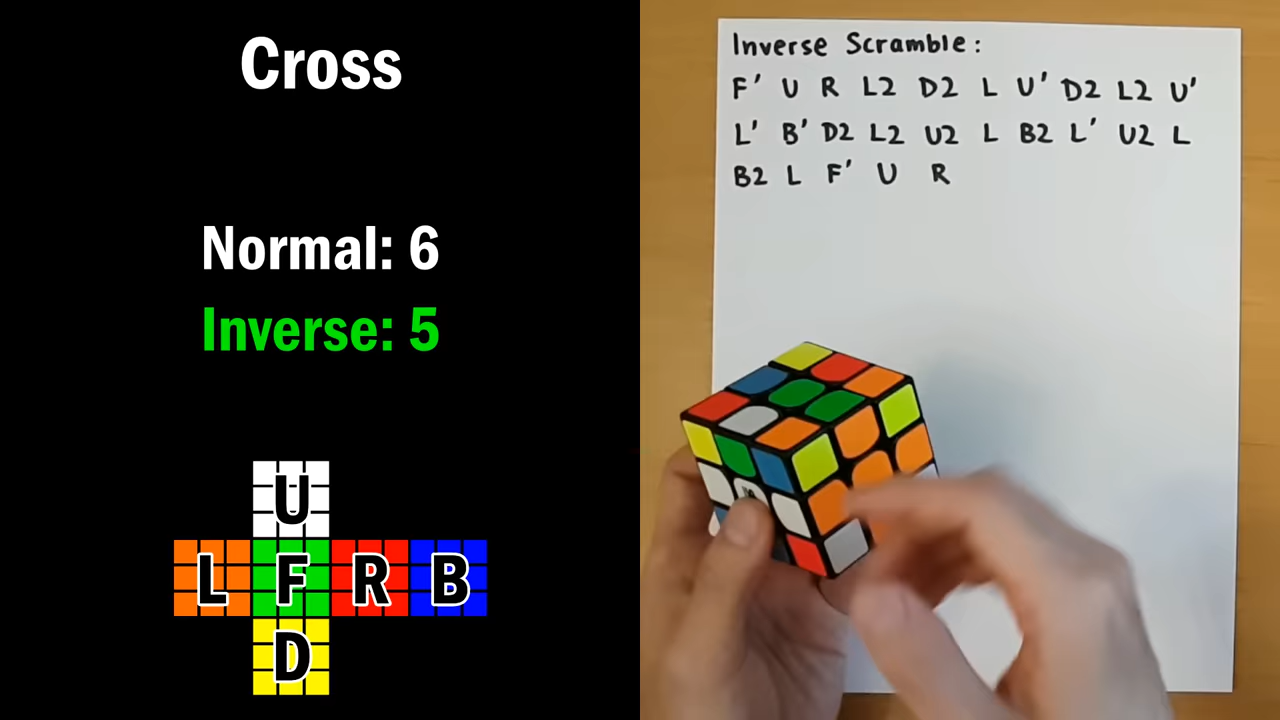 Cross
Normal: 6
Inverse: 5
U
L F R B
D
Inverse Scramble:
F' U R L2 D2 L U' D2 L2 U'
L' B' D2 L2 U2 L B2 L' U2 L
B2 L F' U R